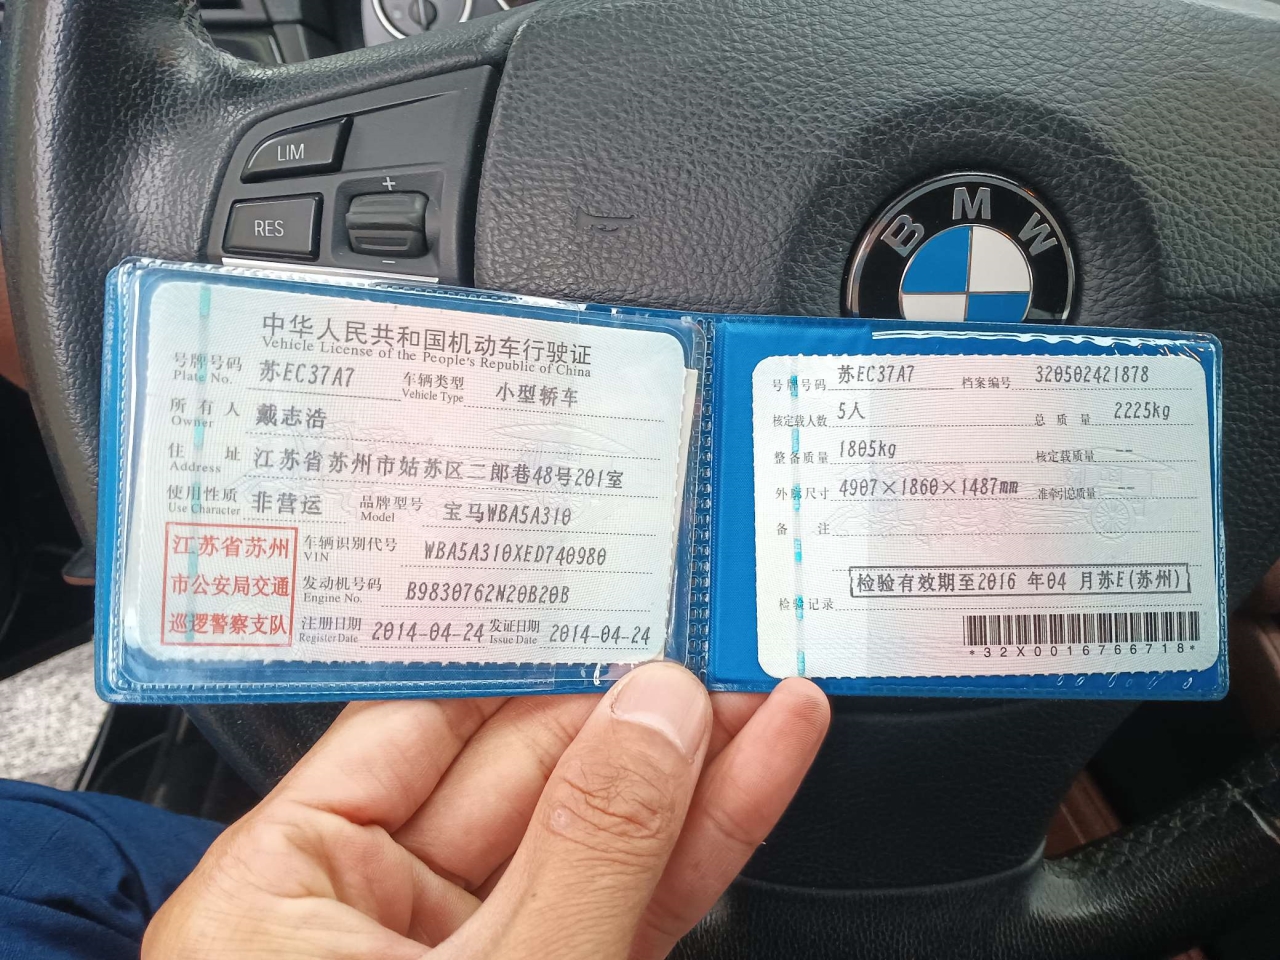 LIM
+
RES
−
BMW
中华人民共和国机动车行驶证
Vehicle License of the People's Republic of China
号牌号码 苏EC37A7 车辆类型 小型轿车
Plate No. Vehicle Type
所有人 戴志浩
Owner
住址 江苏省苏州市姑苏区二郎巷48号201室
Address
使用性质 非营运 品牌型号 宝马WBA5A310
Use Character Model
江苏省苏州
市公安局交通
巡逻警察支队
车辆识别代号 WBA5A310XED740980
VIN
发动机号码 B9830762N20B20B
Engine No.
注册日期 2014-04-24 发证日期 2014-04-24
Register Date Issue Date
号牌号码 苏EC37A7 档案编号 320502421878
核定载人数 5人 总质量 2225kg
整备质量 1805kg 核定载质量 --
外廓尺寸 4907×1860×1487mm 准牵引总质量 --
备注
检验有效期至2016年04月苏E(苏州)
检验记录
*32X0016766718*